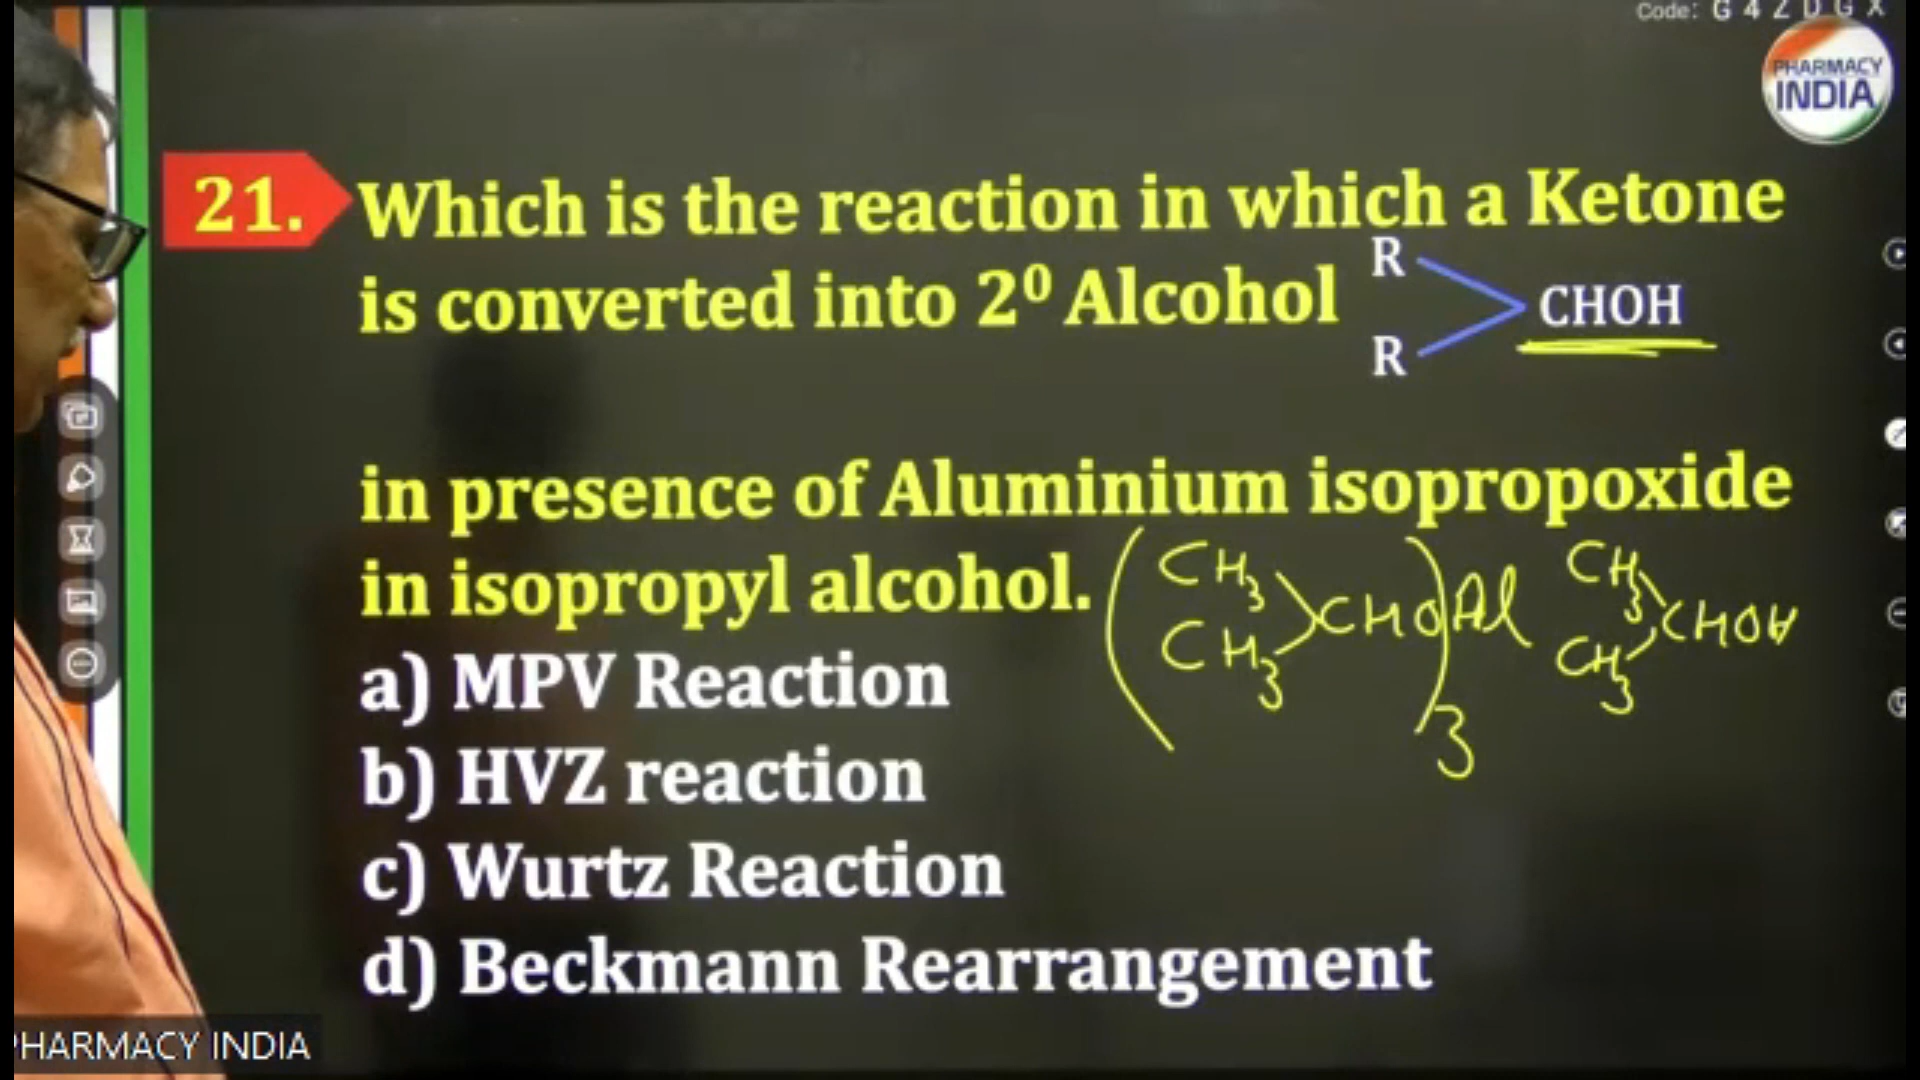 Code: G 4 Z D G X
PHARMACY
INDIA
21. Which is the reaction in which a Ketone
is converted into 2⁰ Alcohol
R
R
CHOH
in presence of Aluminium isopropoxide
in isopropyl alcohol.
(CH₃ CH₃ CHO)₃ Al
CH₃ CH₃ CHOH
a) MPV Reaction
b) HVZ reaction
c) Wurtz Reaction
d) Beckmann Rearrangement
PHARMACY INDIA